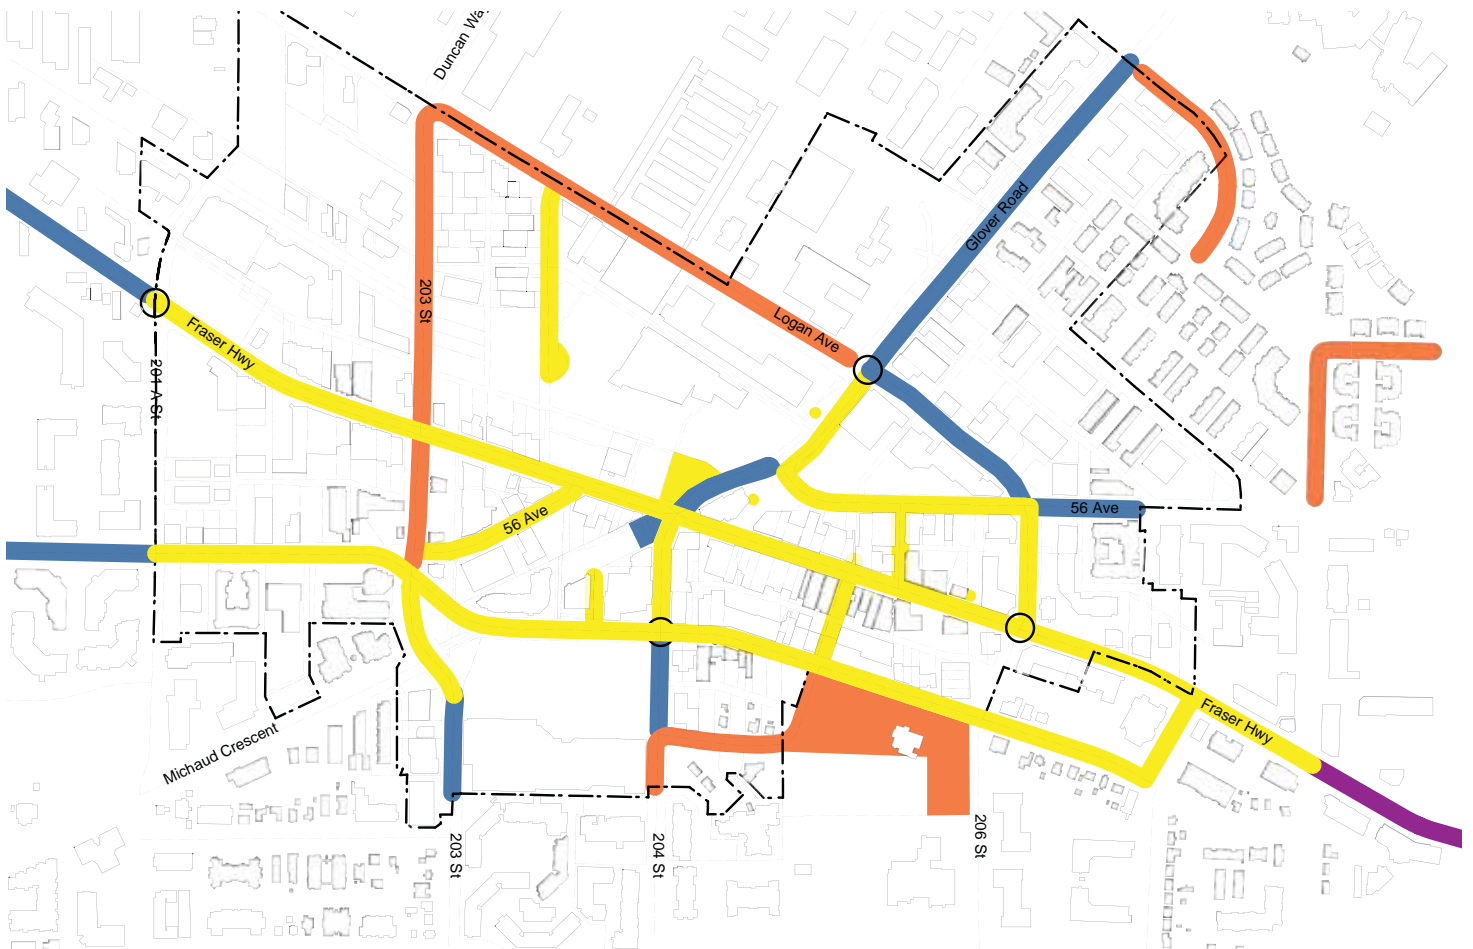 Duncan Wa
Glover Road
203 St
Logan Ave
Fraser Hwy
201 A St
56 Ave
56 Ave
Fraser Hwy
Michaud Crescent
203 St
204 St
206 St